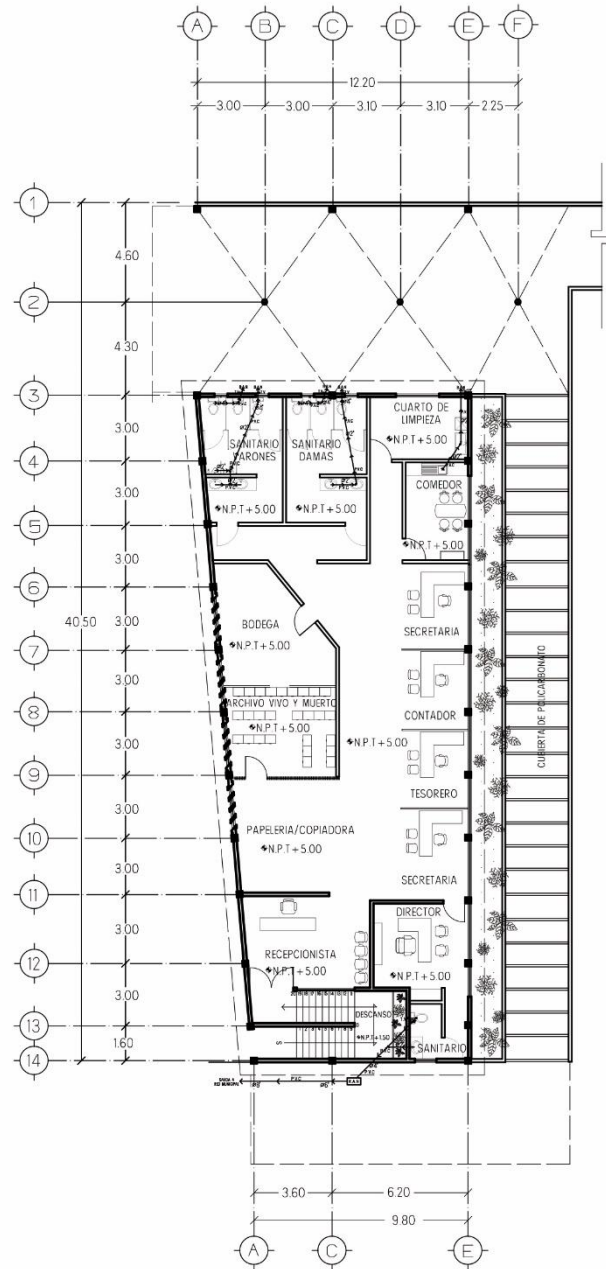 A B C D E F
12.20
3.00 3.00 3.10 3.10 2.25
1
4.60
2
4.30
3
3.00
CUARTO DE
LIMPIEZA
N.P.T+5.00
SANITARIO
VARONES
SANITARIO
DAMAS
4
COMEDOR
3.00
N.P.T+5.00
N.P.T+5.00
5
N.P.T+5.00
3.00
6
40.50
3.00
BODEGA
N.P.T+5.00
SECRETARIA
7
3.00
CUBIERTA DE POLICARBONATO
ARCHIVO VIVO Y MUERTO
N.P.T+5.00
8
CONTADOR
N.P.T+5.00
3.00
9
TESORERO
3.00
PAPELERIA/COPIADORA
N.P.T+5.00
10
3.00
SECRETARIA
11
DIRECTOR
3.00
RECEPCIONISTA
N.P.T+5.00
N.P.T+5.00
12
3.00
DESCANSO
N.P.T+1.50
13
S
SANITARIO
1.60
14
PVC
R.A.N
3.60 6.20
9.80
A C E